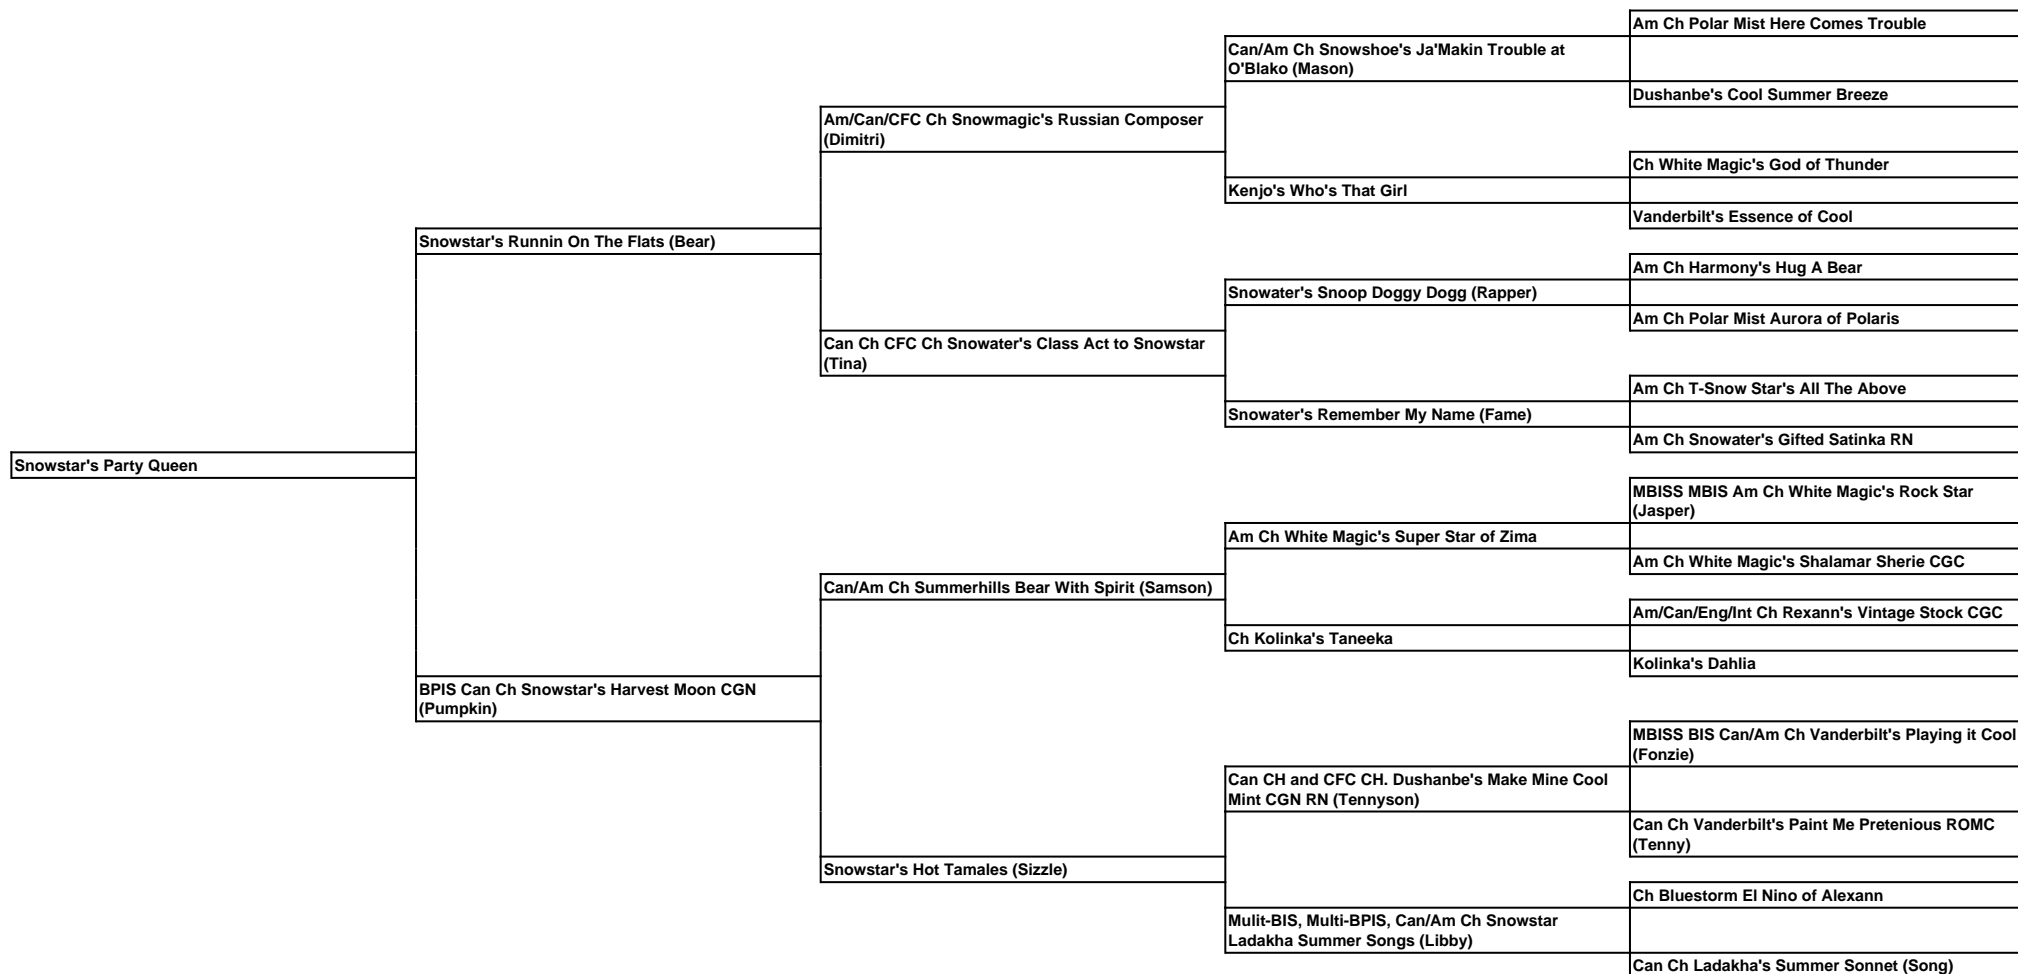 Am Ch Polar Mist Here Comes Trouble
Can/Am Ch Snowshoe's Ja'Makin Trouble at
O'Blako (Mason)
Dushanbe's Cool Summer Breeze
Am/Can/CFC Ch Snowmagic's Russian Composer
(Dimitri)
Ch White Magic's God of Thunder
Kenjo's Who's That Girl
Vanderbilt's Essence of Cool
Snowstar's Runnin On The Flats (Bear)
Am Ch Harmony's Hug A Bear
Snowater's Snoop Doggy Dogg (Rapper)
Am Ch Polar Mist Aurora of Polaris
Can Ch CFC Ch Snowater's Class Act to Snowstar
(Tina)
Am Ch T-Snow Star's All The Above
Snowater's Remember My Name (Fame)
Am Ch Snowater's Gifted Satinka RN
Snowstar's Party Queen
MBISS MBIS Am Ch White Magic's Rock Star
(Jasper)
Am Ch White Magic's Super Star of Zima
Am Ch White Magic's Shalamar Sherie CGC
Can/Am Ch Summerhills Bear With Spirit (Samson)
Am/Can/Eng/Int Ch Rexann's Vintage Stock CGC
Ch Kolinka's Taneeka
Kolinka's Dahlia
BPIS Can Ch Snowstar's Harvest Moon CGN
(Pumpkin)
MBISS BIS Can/Am Ch Vanderbilt's Playing it Cool
(Fonzie)
Can CH and CFC CH. Dushanbe's Make Mine Cool
Mint CGN RN (Tennyson)
Can Ch Vanderbilt's Paint Me Pretenious ROMC
(Tenny)
Snowstar's Hot Tamales (Sizzle)
Ch Bluestorm El Nino of Alexann
Mulit-BIS, Multi-BPIS, Can/Am Ch Snowstar
Ladakha Summer Songs (Libby)
Can Ch Ladakha's Summer Sonnet (Song)